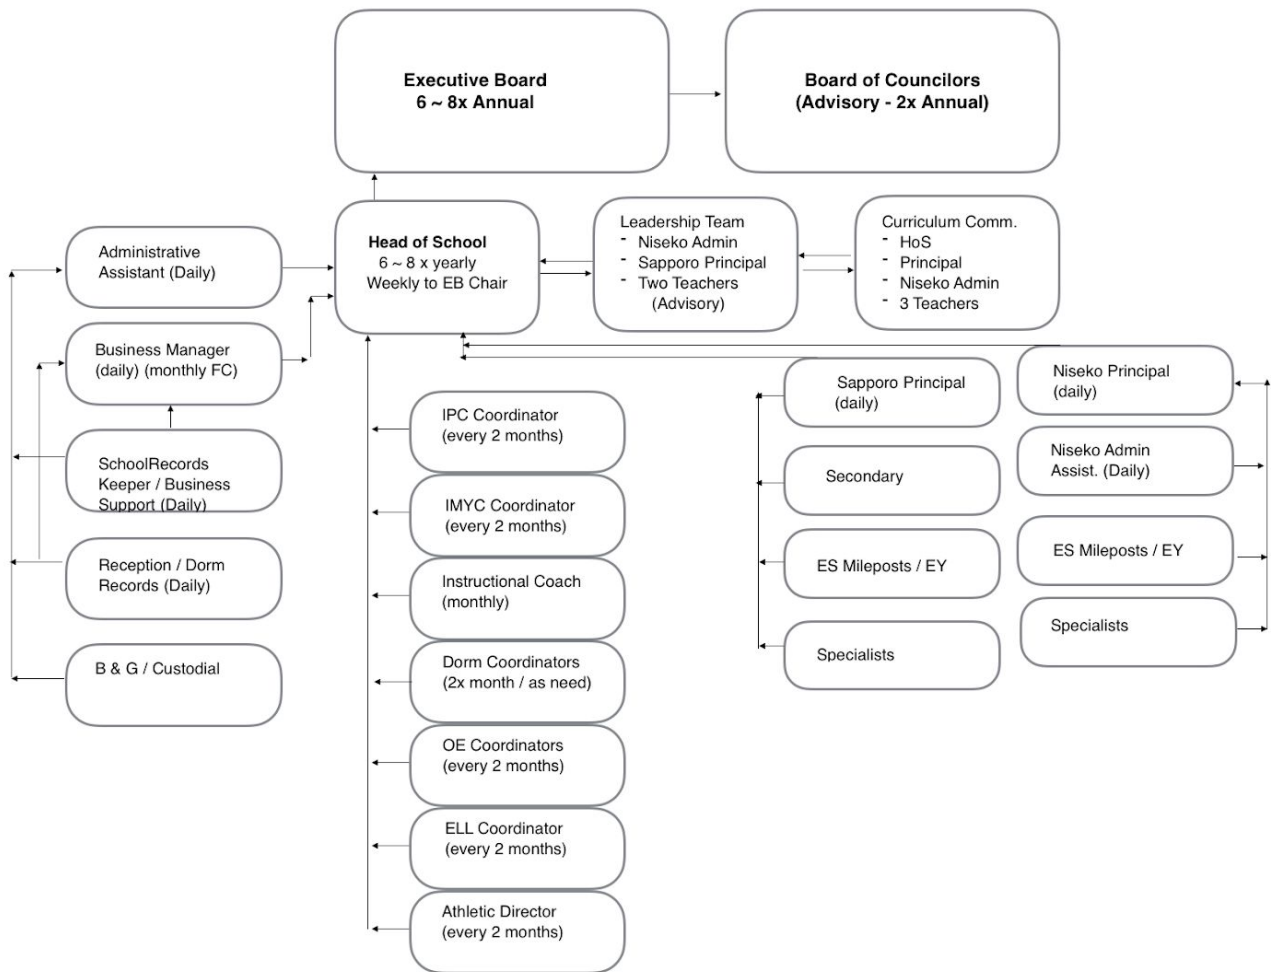 Executive Board
6 ~ 8x Annual
Board of Councilors
(Advisory - 2x Annual)
Administrative
Assistant (Daily)
Head of School
6 ~ 8 x yearly
Weekly to EB Chair
Leadership Team
- Niseko Admin
- Sapporo Principal
- Two Teachers
(Advisory)
Curriculum Comm.
- HoS
- Principal
- Niseko Admin
- 3 Teachers
Business Manager
(daily) (monthly FC)
SchoolRecords
Keeper / Business
Support (Daily)
Reception / Dorm
Records (Daily)
B & G / Custodial
IPC Coordinator
(every 2 months)
IMYC Coordinator
(every 2 months)
Instructional Coach
(monthly)
Dorm Coordinators
(2x month / as need)
OE Coordinators
(every 2 months)
ELL Coordinator
(every 2 months)
Athletic Director
(every 2 months)
Sapporo Principal
(daily)
Secondary
ES Mileposts / EY
Specialists
Niseko Principal
(daily)
Niseko Admin
Assist. (Daily)
ES Mileposts / EY
Specialists